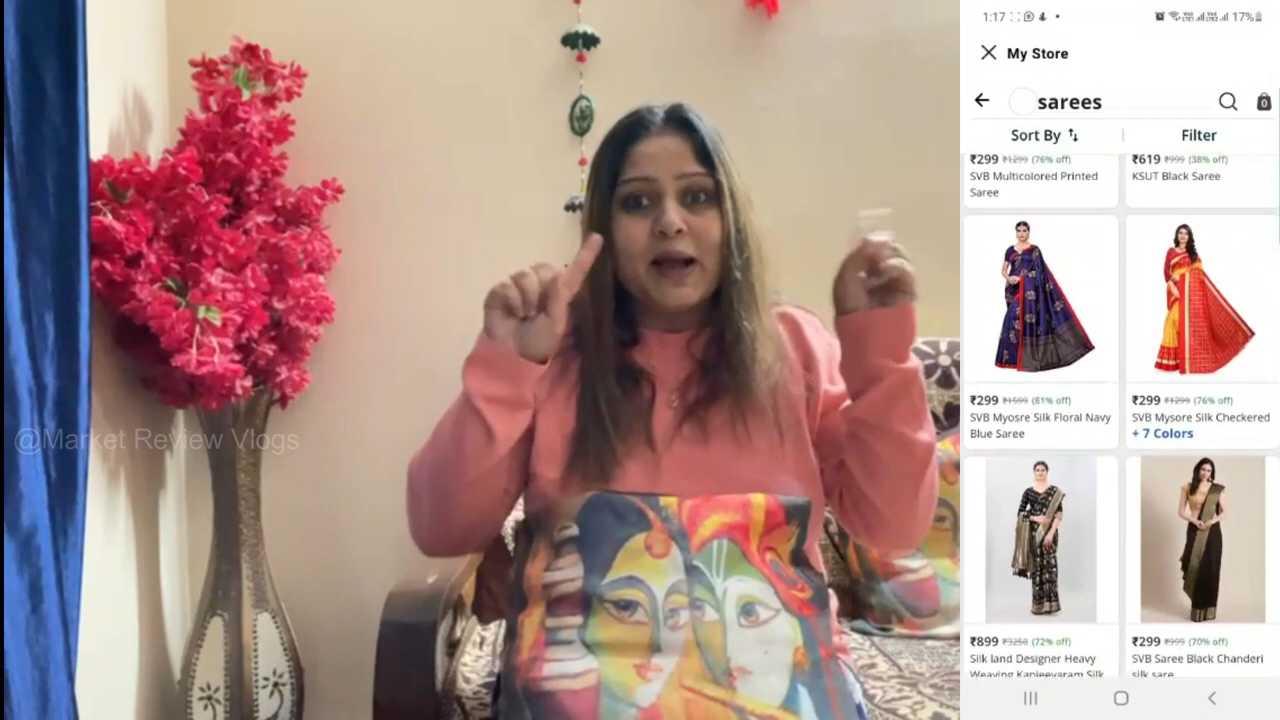 @Market Review Vlogs
1:17
17%
My Store
sarees
0
Sort By
Filter
₹299 ₹1299 (76% off)
SVB Multicolored Printed
Saree
₹619 ₹999 (38% off)
KSUT Black Saree
₹299 ₹1599 (81% off)
SVB Myosre Silk Floral Navy
Blue Saree
₹299 ₹1299 (76% off)
SVB Mysore Silk Checkered
+ 7 Colors
₹899 ₹3250 (72% off)
Silk land Designer Heavy
Weaving Kanjeevaram Silk
₹299 ₹999 (70% off)
SVB Saree Black Chanderi
silk sare